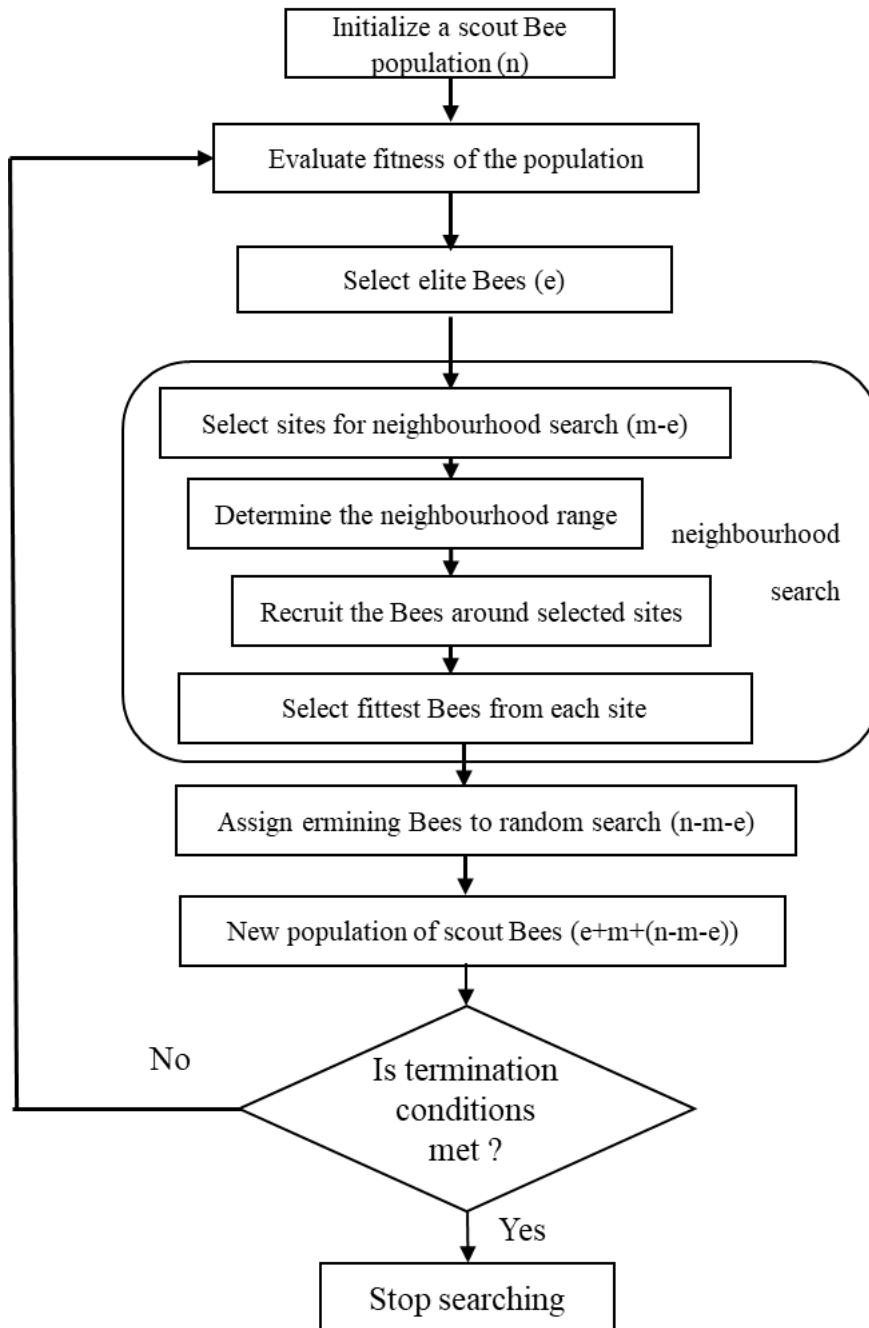 Initialize a scout Bee
population (n)
Evaluate fitness of the population
Select elite Bees (e)
Select sites for neighbourhood search (m-e)
Determine the neighbourhood range
neighbourhood
search
Recruit the Bees around selected sites
Select fittest Bees from each site
Assign ermining Bees to random search (n-m-e)
New population of scout Bees (e+m+(n-m-e))
No
Is termination
conditions
met ?
Yes
Stop searching